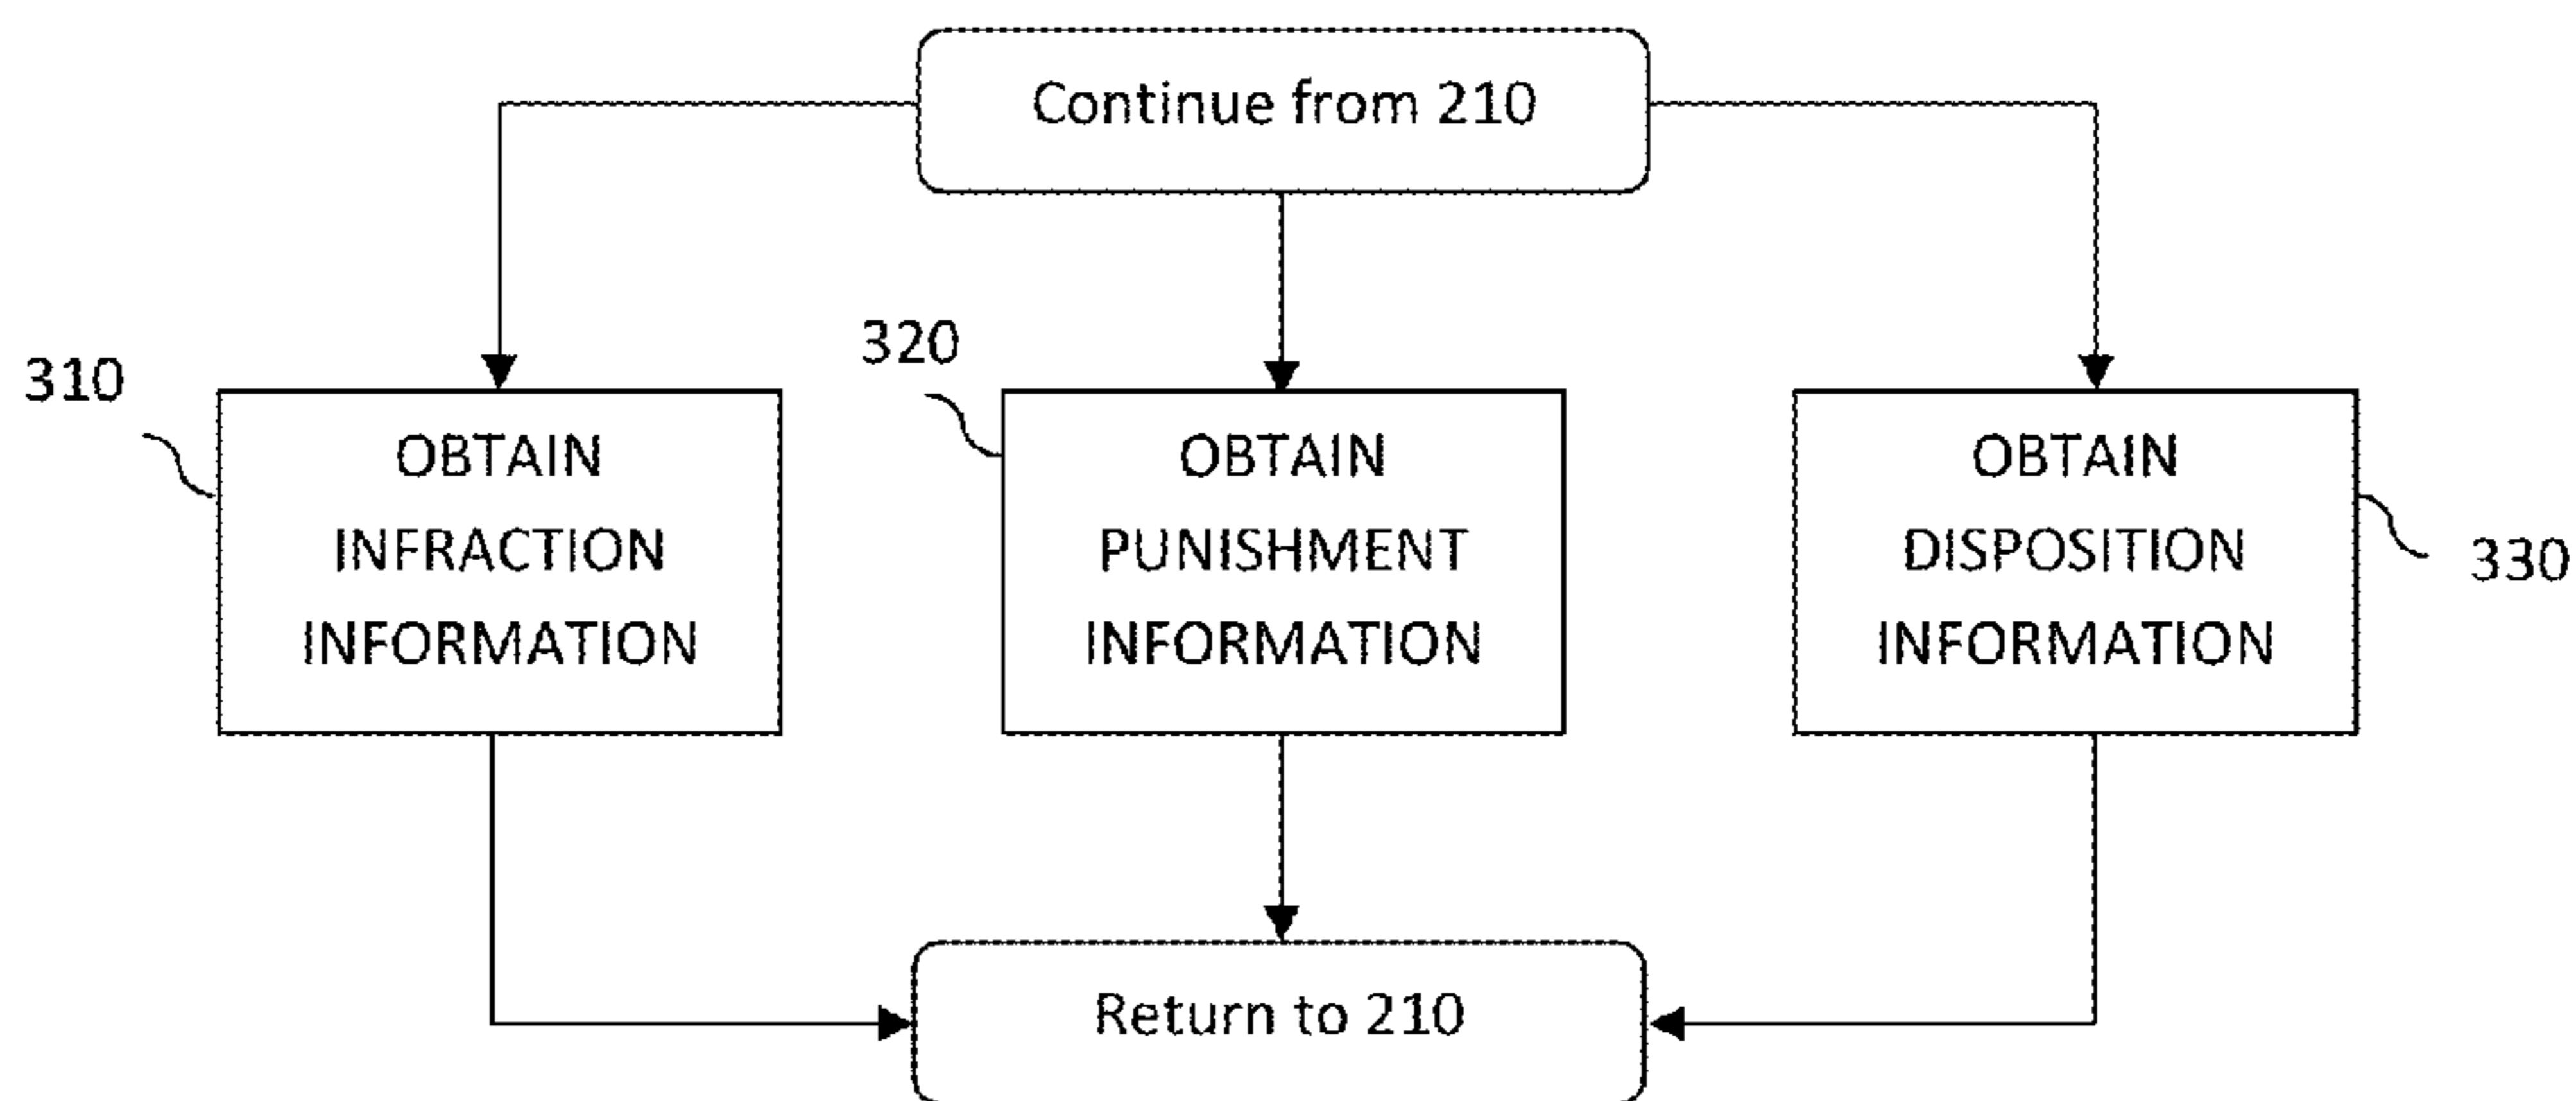 Continue from 210
310
OBTAIN
INFRACTION
INFORMATION
320
OBTAIN
PUNISHMENT
INFORMATION
OBTAIN
DISPOSITION
INFORMATION
330
Return to 210